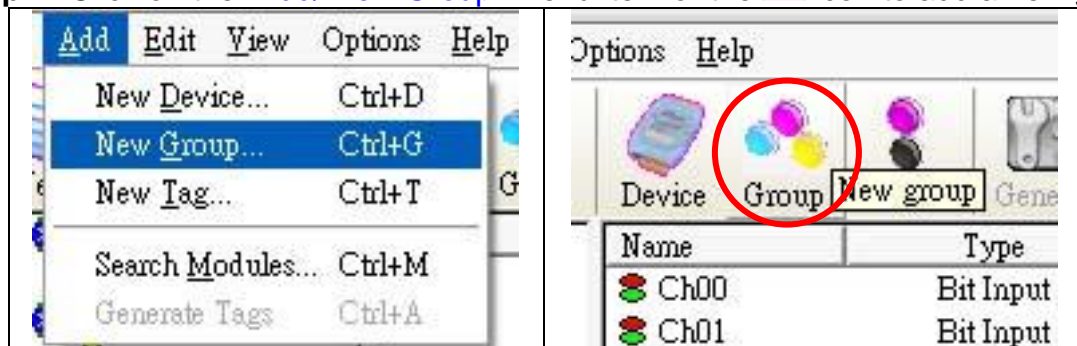 Add Edit View Options Help
New Device... Ctrl+D
New Group... Ctrl+G
New Tag... Ctrl+T
Search Modules... Ctrl+M
Generate Tags Ctrl+A
Options Help
Device Group New group Gene
Name Type
Ch00 Bit Input
Ch01 Bit Input